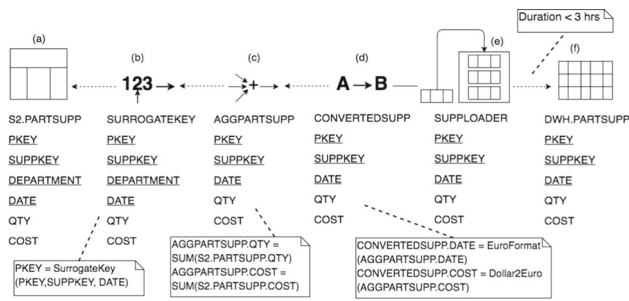 Duration < 3 hrs
(a)
(b)
(c)
(d)
(e)
(f)
123
+
A
B
S2.PARTSUPP
PKEY
SUPPKEY
DEPARTMENT
DATE
QTY
COST
SURROGATEKEY
PKEY
SUPPKEY
DEPARTMENT
DATE
QTY
COST
AGGPARTSUPP
PKEY
SUPPKEY
DATE
QTY
COST
CONVERTEDSUPP
PKEY
SUPPKEY
DATE
QTY
COST
SUPPLOADER
PKEY
SUPPKEY
DATE
QTY
COST
DWH.PARTSUPP
PKEY
SUPPKEY
DATE
QTY
COST
PKEY = SurrogateKey
(PKEY,SUPPKEY, DATE)
AGGPARTSUPP.QTY =
SUM(S2.PARTSUPP.QTY)
AGGPARTSUPP.COST =
SUM(S2.PARTSUPP.COST)
CONVERTEDSUPP.DATE = EuroFormat
(AGGPARTSUPP.DATE)
CONVERTEDSUPP.COST = Dollar2Euro
(AGGPARTSUPP.COST)